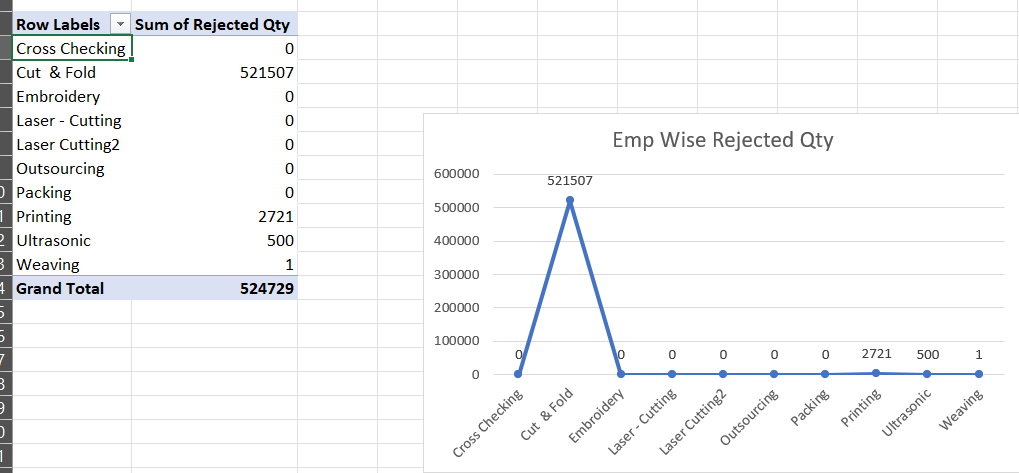 Row Labels Sum of Rejected Qty
Cross Checking 0
Cut & Fold 521507
Embroidery 0
Laser - Cutting 0
Laser Cutting2 0
Outsourcing 0
Packing 0
Printing 2721
Ultrasonic 500
Weaving 1
Grand Total 524729
Emp Wise Rejected Qty
600000
500000
400000
300000
200000
100000
0
521507
0 0 0 0 0 0 2721 500 1
Cross Checking
Cut & Fold
Embroidery
Laser - Cutting
Laser Cutting2
Outsourcing
Packing
Printing
Ultrasonic
Weaving